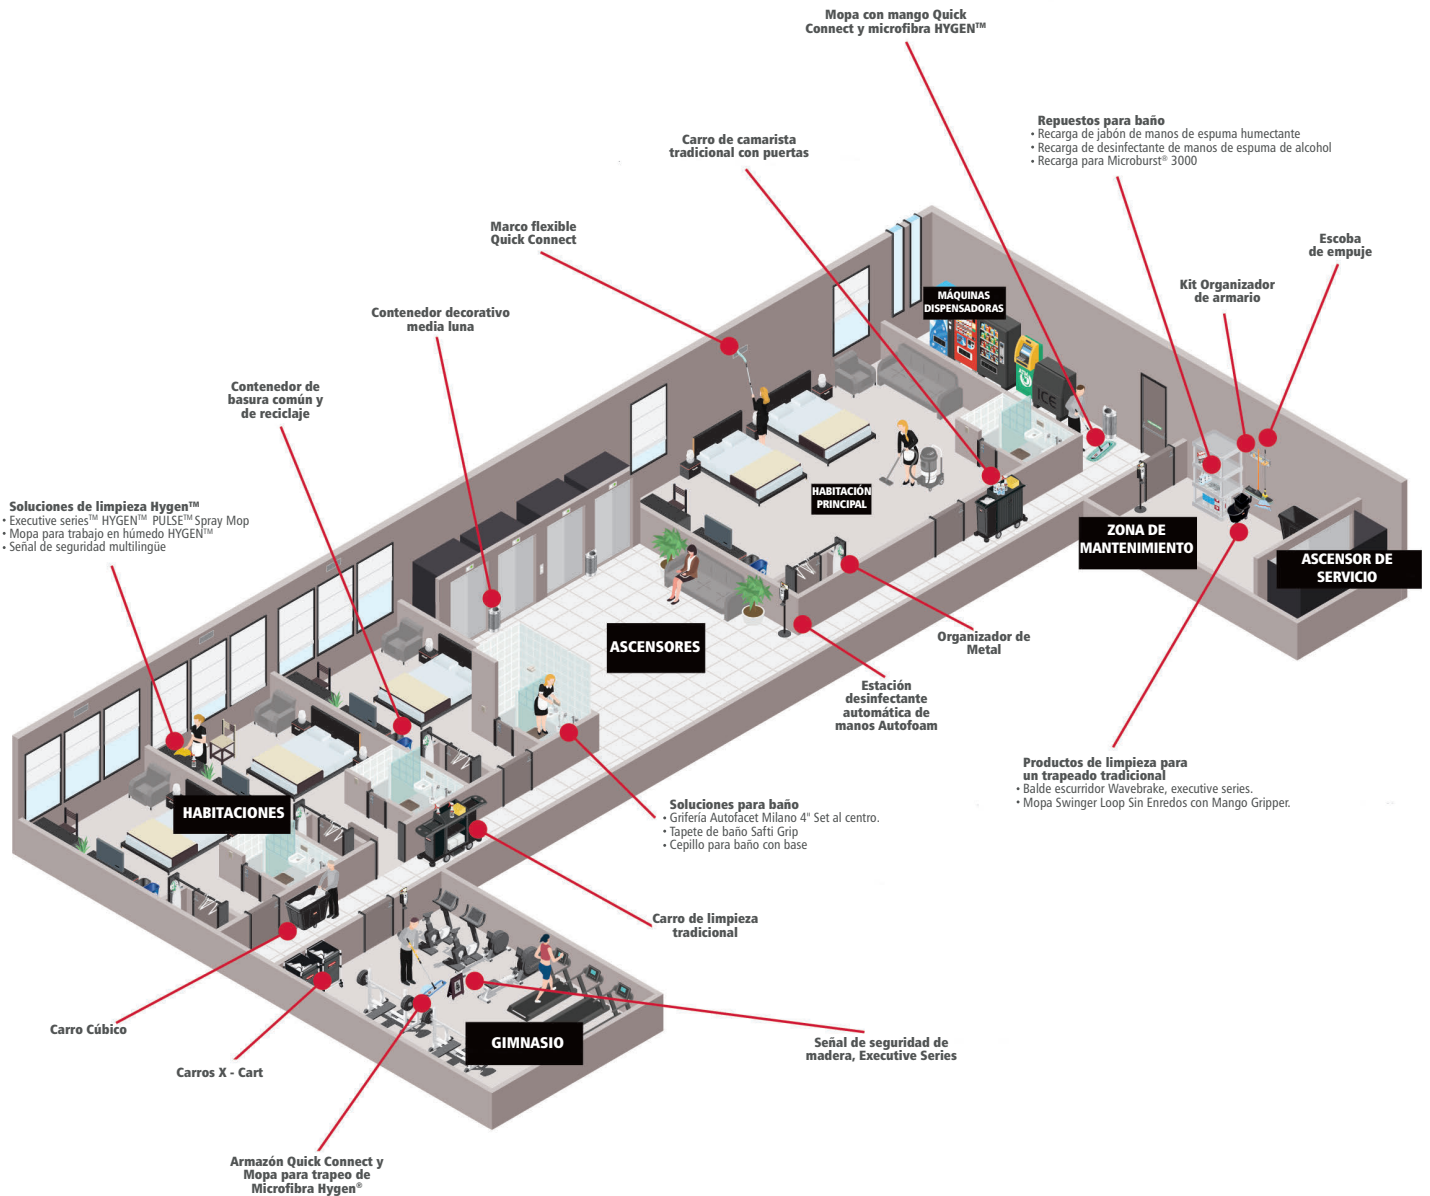 Mopa con mango Quick
Connect y microfibra HYGEN™
Repuestos para baño
• Recarga de jabón de manos de espuma humectante
• Recarga de desinfectante de manos de espuma de alcohol
• Recarga para Microburst® 3000
Carro de camarista
tradicional con puertas
Marco flexible
Quick Connect
Escoba
de empuje
Kit Organizador
de armario
Contenedor decorativo
media luna
MÁQUINAS
DISPENSADORAS
ICE
Contenedor de
basura común y
de reciclaje
Soluciones de limpieza Hygen™
• Executive series™ HYGEN™ PULSE™ Spray Mop
• Mopa para trabajo en húmedo HYGEN™
• Señal de seguridad multilingüe
HABITACIÓN
PRINCIPAL
ZONA DE
MANTENIMIENTO
ASCENSOR DE
SERVICIO
ASCENSORES
Organizador de
Metal
Estación
desinfectante
automática de
manos Autofoam
Productos de limpieza para
un trapeado tradicional
• Balde escurridor Wavebrake, executive series.
• Mopa Swinger Loop Sin Enredos con Mango Gripper.
HABITACIONES
Soluciones para baño
• Grifería Autofacet Milano 4" Set al centro.
• Tapete de baño Safti Grip
• Cepillo para baño con base
Carro de limpieza
tradicional
Carro Cúbico
Carros X - Cart
GIMNASIO
Señal de seguridad de
madera, Executive Series
Armazón Quick Connect y
Mopa para trapeo de
Microfibra Hygen®